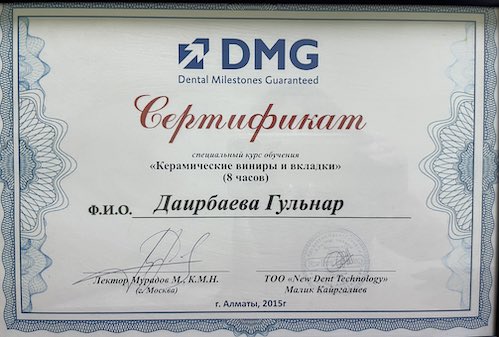 DMG
Dental Milestones Guaranteed
Сертификат
специальный курс обучения
«Керамические виниры и вкладки»
(8 часов)
Ф.И.О. Даирбаева Гульнар
Лектор Мурадов М., К.М.Н. ТОО «New Dent Technology»
(г. Москва) Малик Кайргалиев
г. Алматы, 2015г